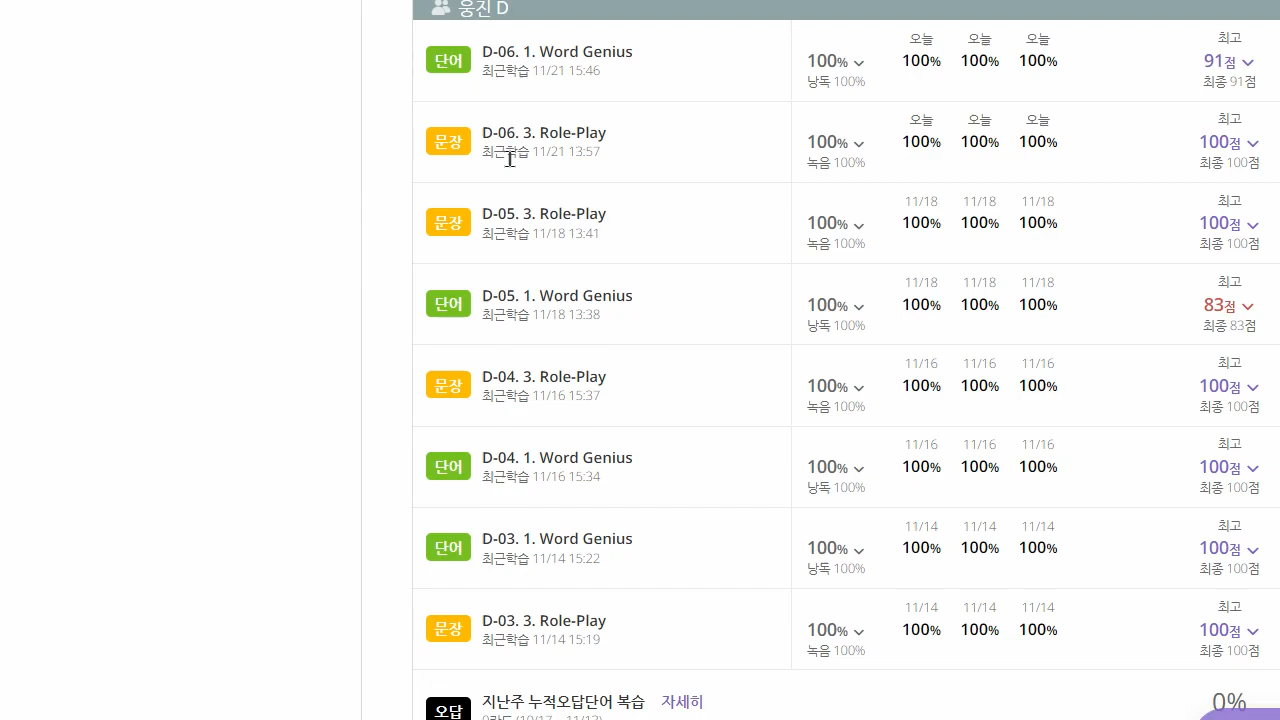 웅진 D
단어
D-06. 1. Word Genius
최근학습 11/21 15:46
100%
낭독 100%
오늘 오늘 오늘
100% 100% 100%
최고
91점
최종 91점
문장
D-06. 3. Role-Play
최근학습 11/21 13:57
100%
녹음 100%
오늘 오늘 오늘
100% 100% 100%
최고
100점
최종 100점
문장
D-05. 3. Role-Play
최근학습 11/18 13:41
100%
녹음 100%
11/18 11/18 11/18
100% 100% 100%
최고
100점
최종 100점
단어
D-05. 1. Word Genius
최근학습 11/18 13:38
100%
낭독 100%
11/18 11/18 11/18
100% 100% 100%
최고
83점
최종 83점
문장
D-04. 3. Role-Play
최근학습 11/16 15:37
100%
녹음 100%
11/16 11/16 11/16
100% 100% 100%
최고
100점
최종 100점
단어
D-04. 1. Word Genius
최근학습 11/16 15:34
100%
낭독 100%
11/16 11/16 11/16
100% 100% 100%
최고
100점
최종 100점
단어
D-03. 1. Word Genius
최근학습 11/14 15:22
100%
낭독 100%
11/14 11/14 11/14
100% 100% 100%
최고
100점
최종 100점
문장
D-03. 3. Role-Play
최근학습 11/14 15:19
100%
녹음 100%
11/14 11/14 11/14
100% 100% 100%
최고
100점
최종 100점
오답
지난주 누적오답단어 복습 자세히
0%